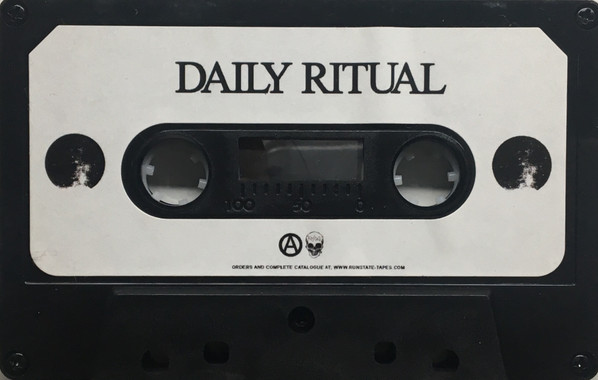 DAILY RITUAL
100 50 0
ORDERS AND COMPLETE CATALOGUE AT, WWW.RUNSTATE-TAPES.COM